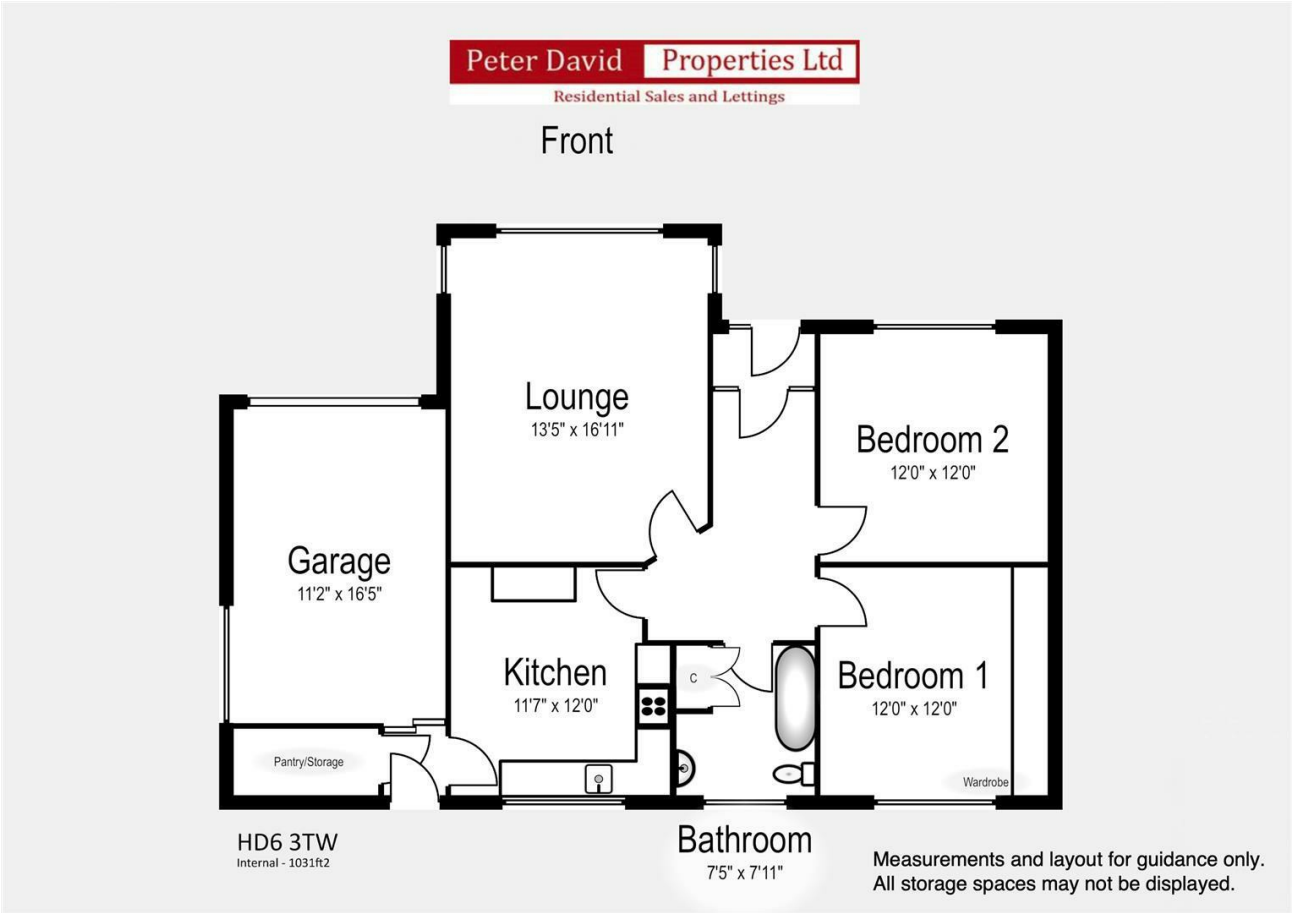 Peter David Properties Ltd
Residential Sales and Lettings
Front
Lounge
13'5" x 16'11"
Bedroom 2
12'0" x 12'0"
Garage
11'2" x 16'5"
Kitchen
11'7" x 12'0"
C
Bedroom 1
12'0" x 12'0"
Pantry/Storage
Wardrobe
HD6 3TW
Internal - 1031ft2
Bathroom
7'5" x 7'11"
Measurements and layout for guidance only.
All storage spaces may not be displayed.